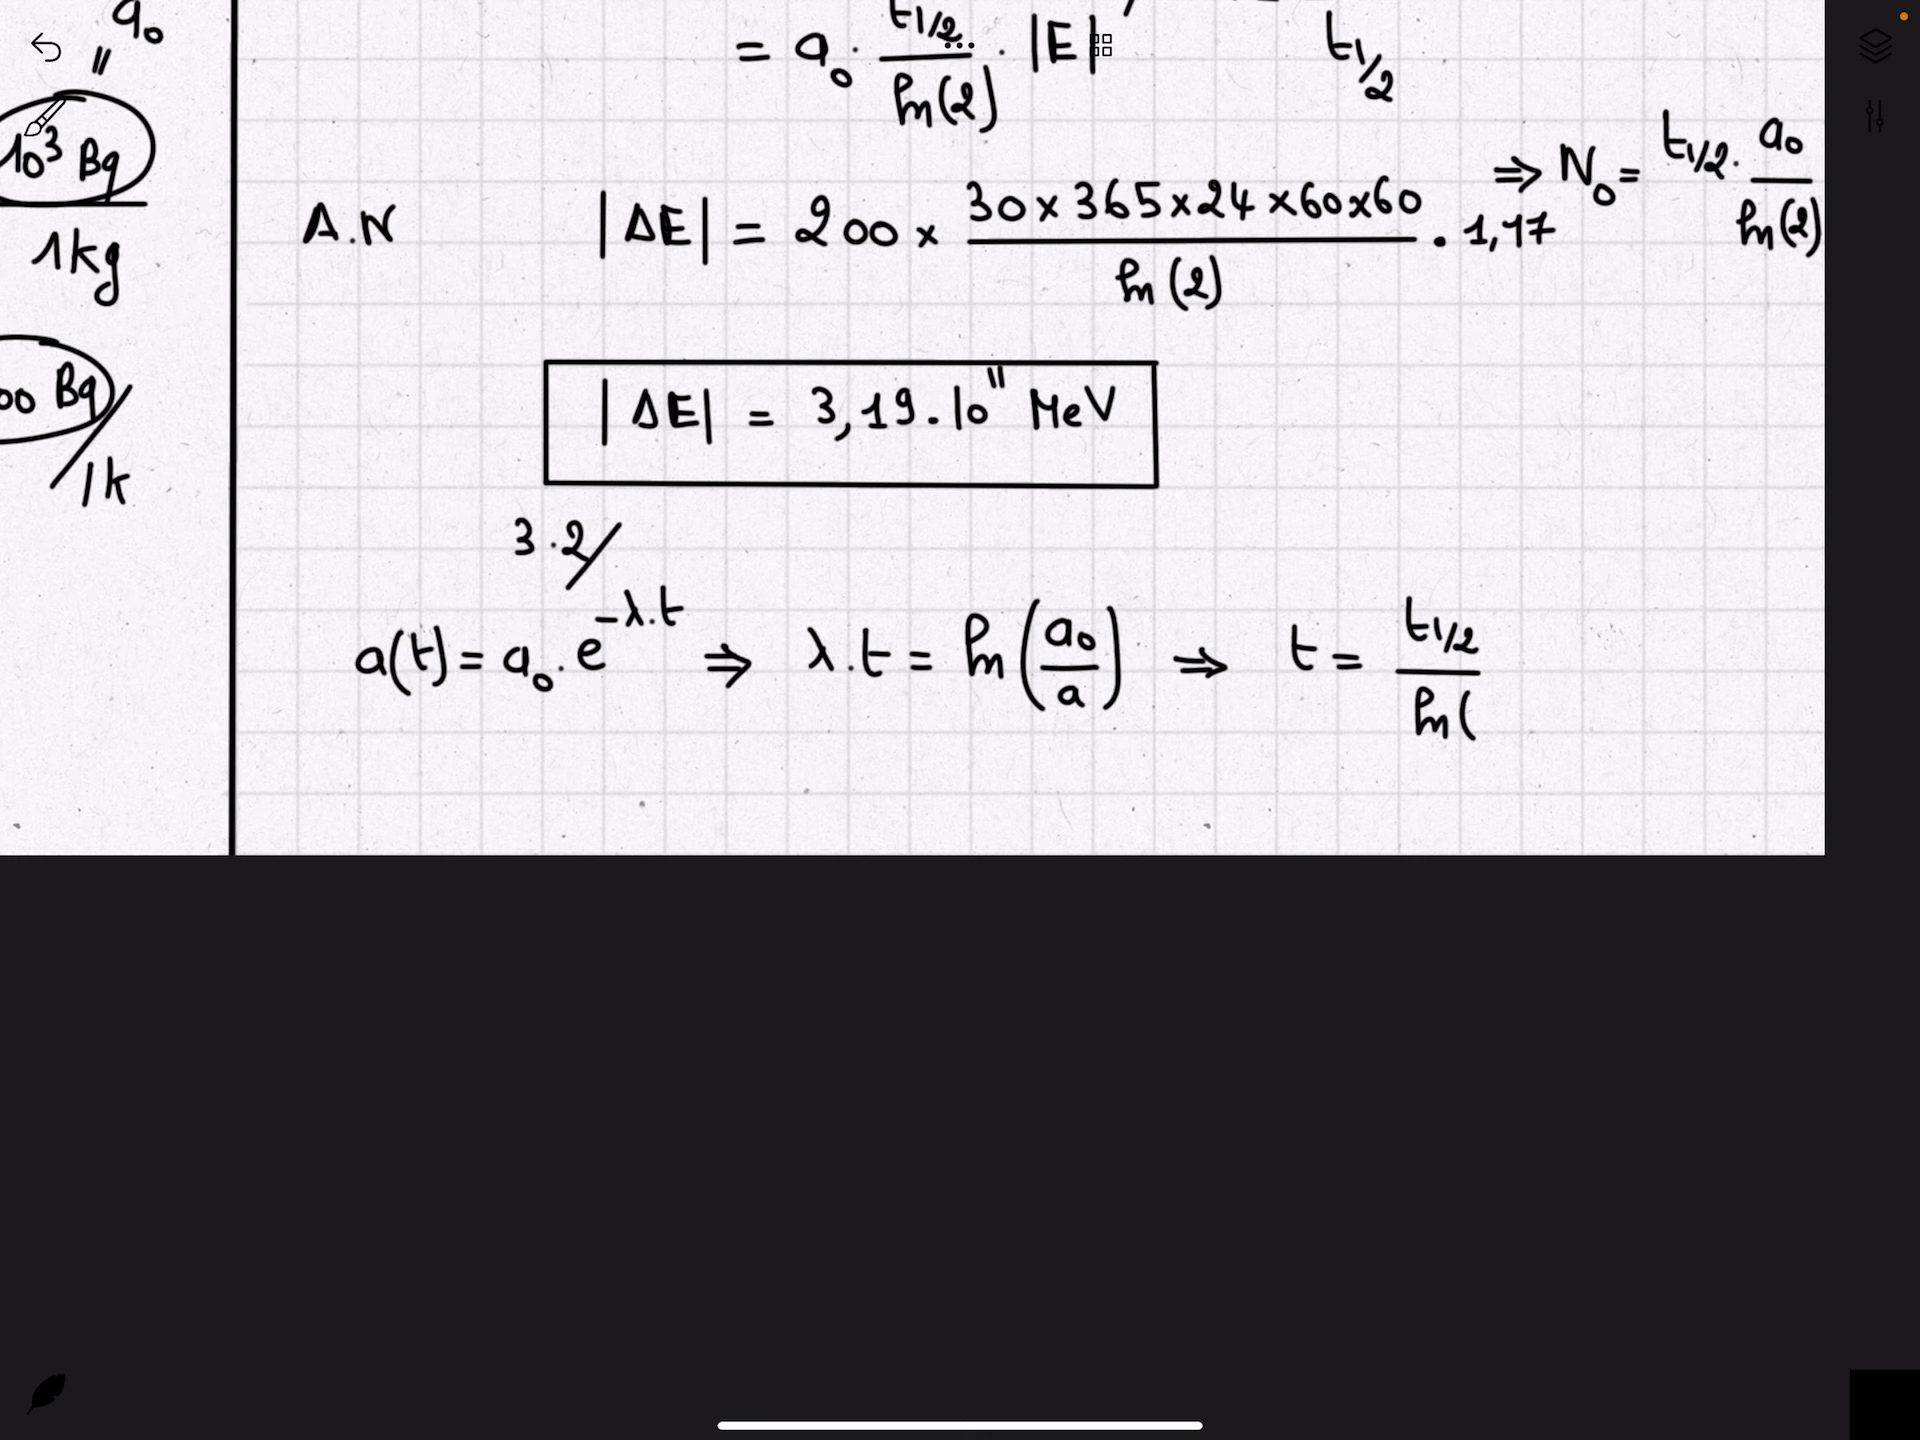 a₀
"
10³ Bq
1kg
00 Bq/
1k
= a₀ · t1/2 / ln(2) · |E|
t1/2
⇒ N₀ = t1/2 · a₀ / ln(2)
A.N |ΔE| = 200 × 30 × 365 × 24 × 60 × 60 / ln(2) · 1,17
|ΔE| = 3,19 . 10¹¹ MeV
3.2/
a(t) = a₀ . e^(-λ.t) ⇒ λ.t = ln(a₀/a) ⇒ t = t1/2 / ln(